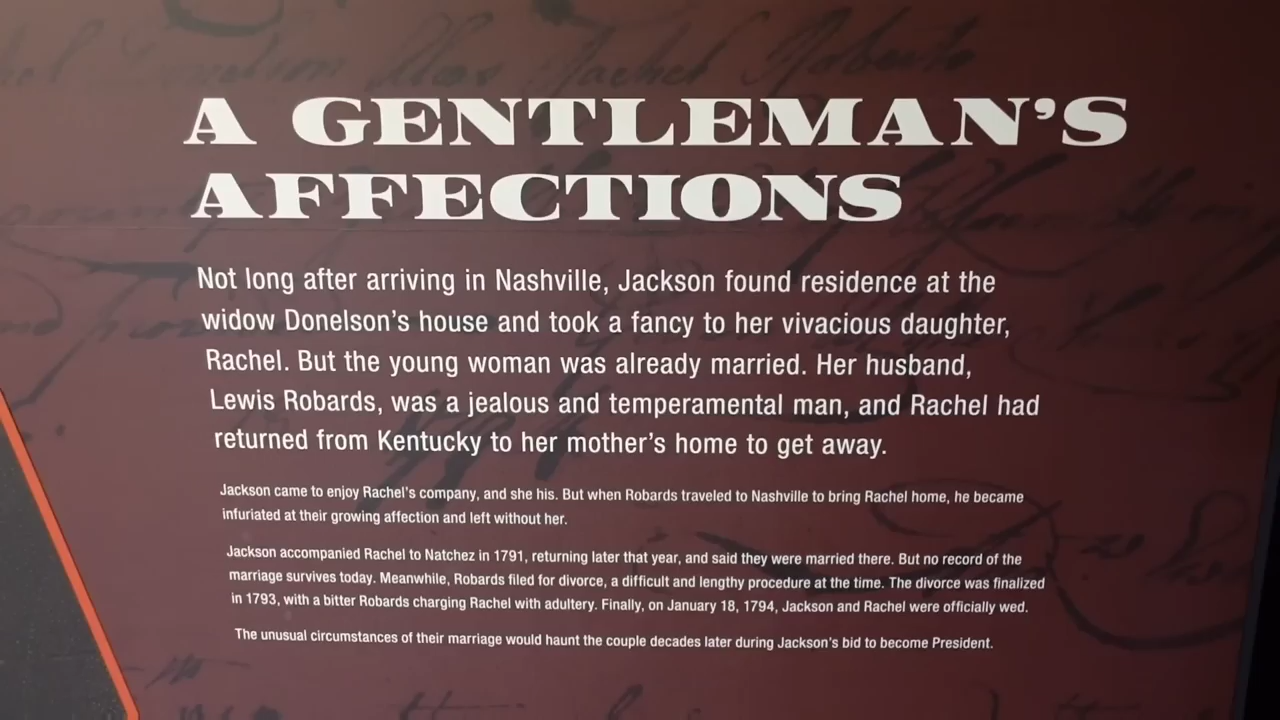 A GENTLEMAN'S
AFFECTIONS
Not long after arriving in Nashville, Jackson found residence at the
widow Donelson's house and took a fancy to her vivacious daughter,
Rachel. But the young woman was already married. Her husband,
Lewis Robards, was a jealous and temperamental man, and Rachel had
returned from Kentucky to her mother's home to get away.
Jackson came to enjoy Rachel's company, and she his. But when Robards traveled to Nashville to bring Rachel home, he became
infuriated at their growing affection and left without her.
Jackson accompanied Rachel to Natchez in 1791, returning later that year, and said they were married there. But no record of the
marriage survives today. Meanwhile, Robards filed for divorce, a difficult and lengthy procedure at the time. The divorce was finalized
in 1793, with a bitter Robards charging Rachel with adultery. Finally, on January 18, 1794, Jackson and Rachel were officially wed.
The unusual circumstances of their marriage would haunt the couple decades later during Jackson's bid to become President.